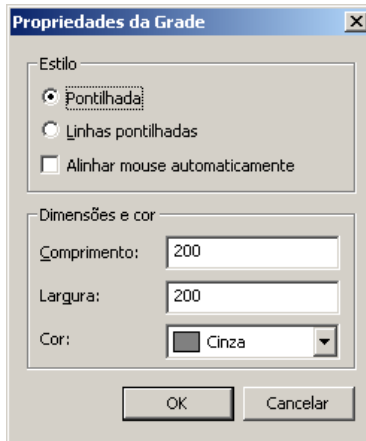 Propriedades da Grade
Estilo
Pontilhada
Linhas pontilhadas
Alinhar mouse automaticamente
Dimensões e cor
Comprimento: 200
Largura: 200
Cor: Cinza
OK Cancelar